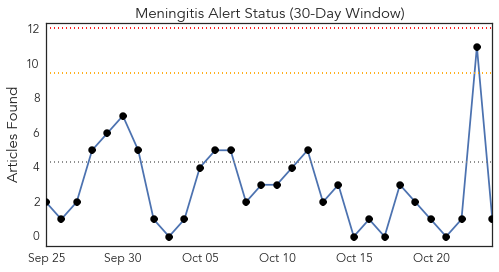 Meningitis Alert Status (30-Day Window)
Articles Found
12
10
8
6
4
2
0
Sep 25 Sep 30 Oct 05 Oct 10 Oct 15 Oct 20